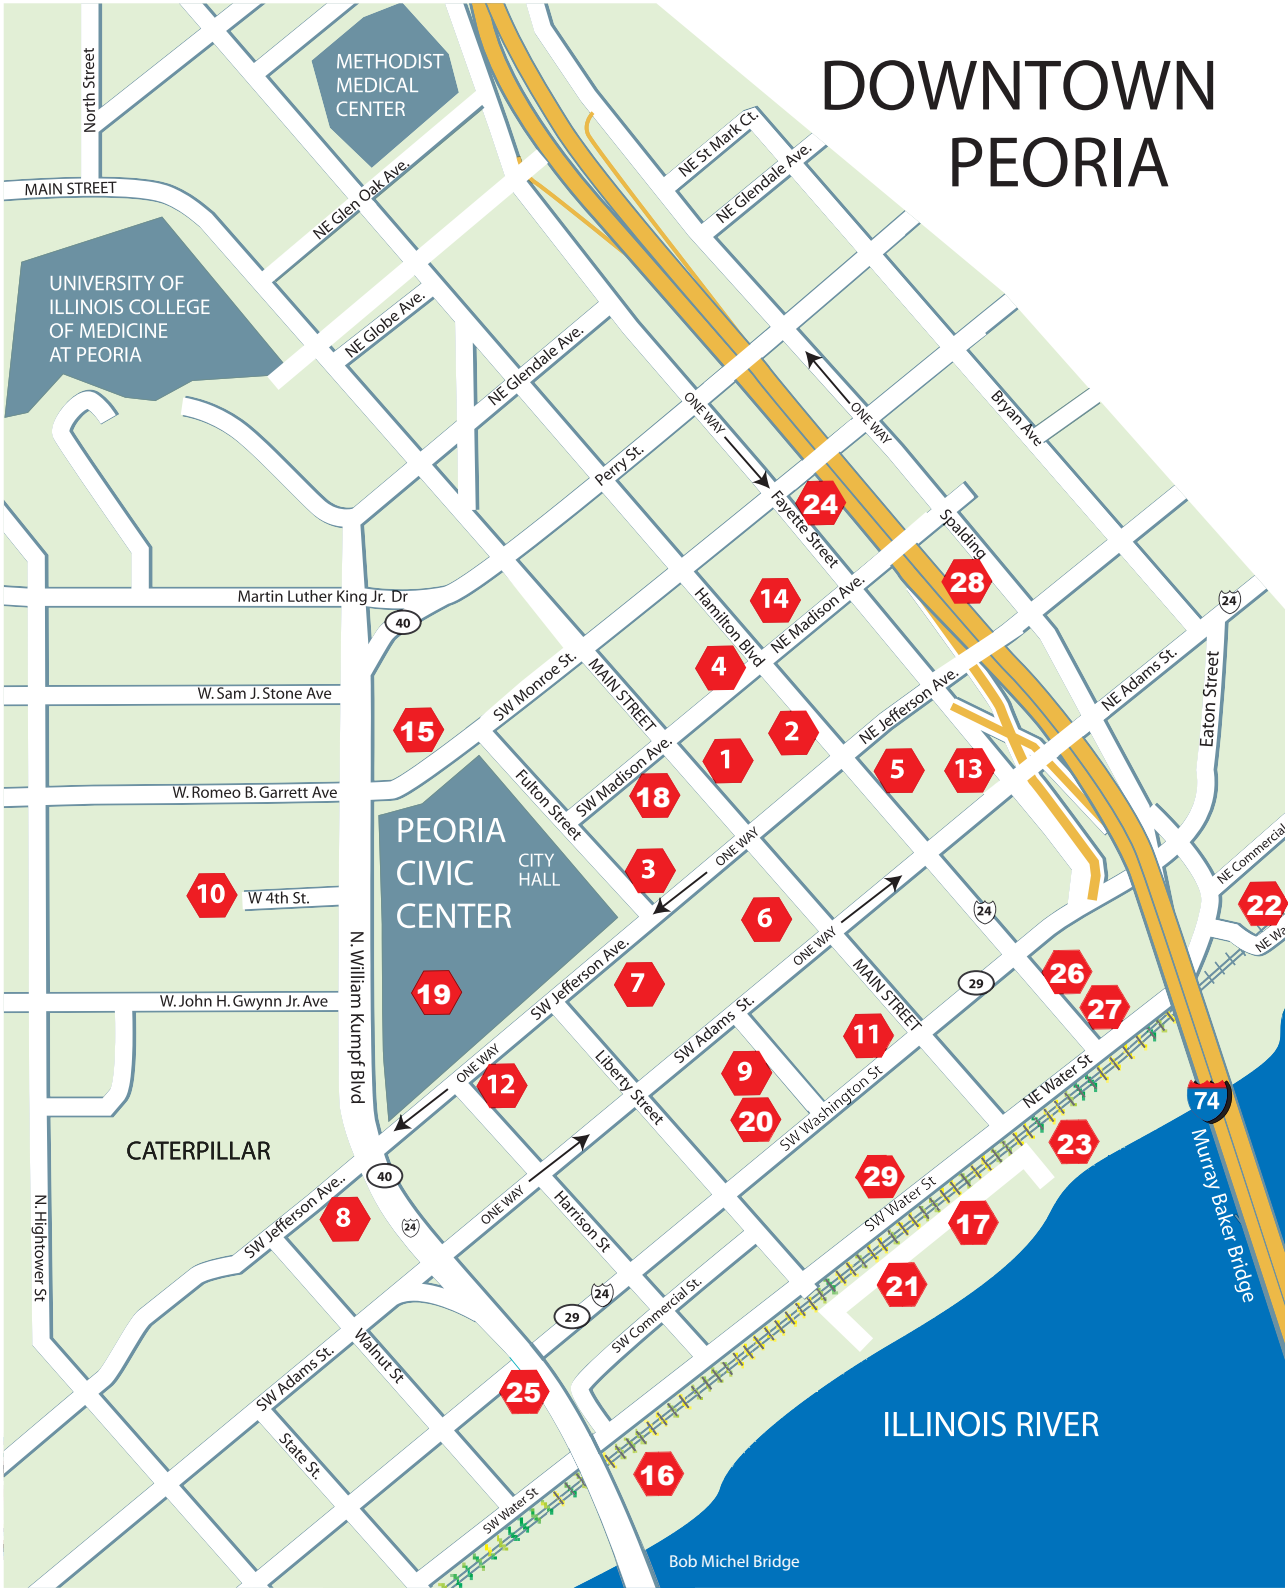 DOWNTOWN
PEORIA
North Street
METHODIST
MEDICAL
CENTER
NE St Mark Ct.
NE Glendale Ave.
MAIN STREET
NE Glen Oak Ave.
UNIVERSITY OF
ILLINOIS COLLEGE
OF MEDICINE
AT PEORIA
NE Globe Ave.
NE Glendale Ave.
ONE WAY
ONE WAY
Bryan Ave
Perry St.
24
Fayette Street
Spalding
28
Martin Luther King Jr. Dr
40
14
Hamilton Blvd
NE Madison Ave.
24
4
W. Sam J. Stone Ave
SW Monroe St.
MAIN STREET
NE Jefferson Ave.
NE Adams St.
Eaton Street
15
2
1
5
13
W. Romeo B. Garrett Ave
Fulton Street
SW Madison Ave.
18
PEORIA
CIVIC
CENTER
CITY
HALL
3
ONE WAY
NE Commercial
10
W 4th St.
22
NE Wa
6
24
ONE WAY
N. William Kumpf Blvd
19
SW Jefferson Ave.
7
MAIN STREET
29
26
27
W. John H. Gwynn Jr. Ave
SW Adams St.
11
ONE WAY
12
Liberty Street
9
20
SW Washington St
NE Water St
74
23
Murray Baker Bridge
CATERPILLAR
40
29
SW Water St
17
N. Hightower St
SW Jefferson Ave..
8
24
ONE WAY
Harrison St
21
24
29
SW Commercial St.
Walnut St
SW Adams St.
25
ILLINOIS RIVER
State St.
16
SW Water St
Bob Michel Bridge